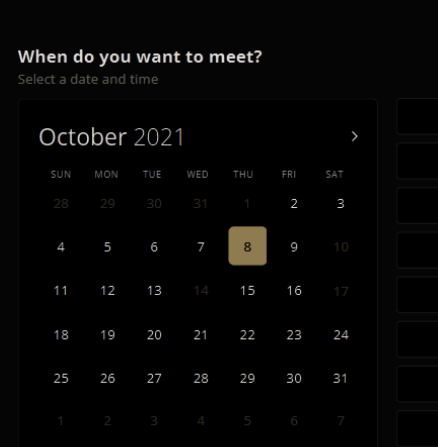 When do you want to meet?
Select a date and time
October 2021
SUN MON TUE WED THU FRI SAT
28 29 30 31 1 2 3
4 5 6 7 8 9 10
11 12 13 14 15 16 17
18 19 20 21 22 23 24
25 26 27 28 29 30 31
1 2 3 4 5 6 7